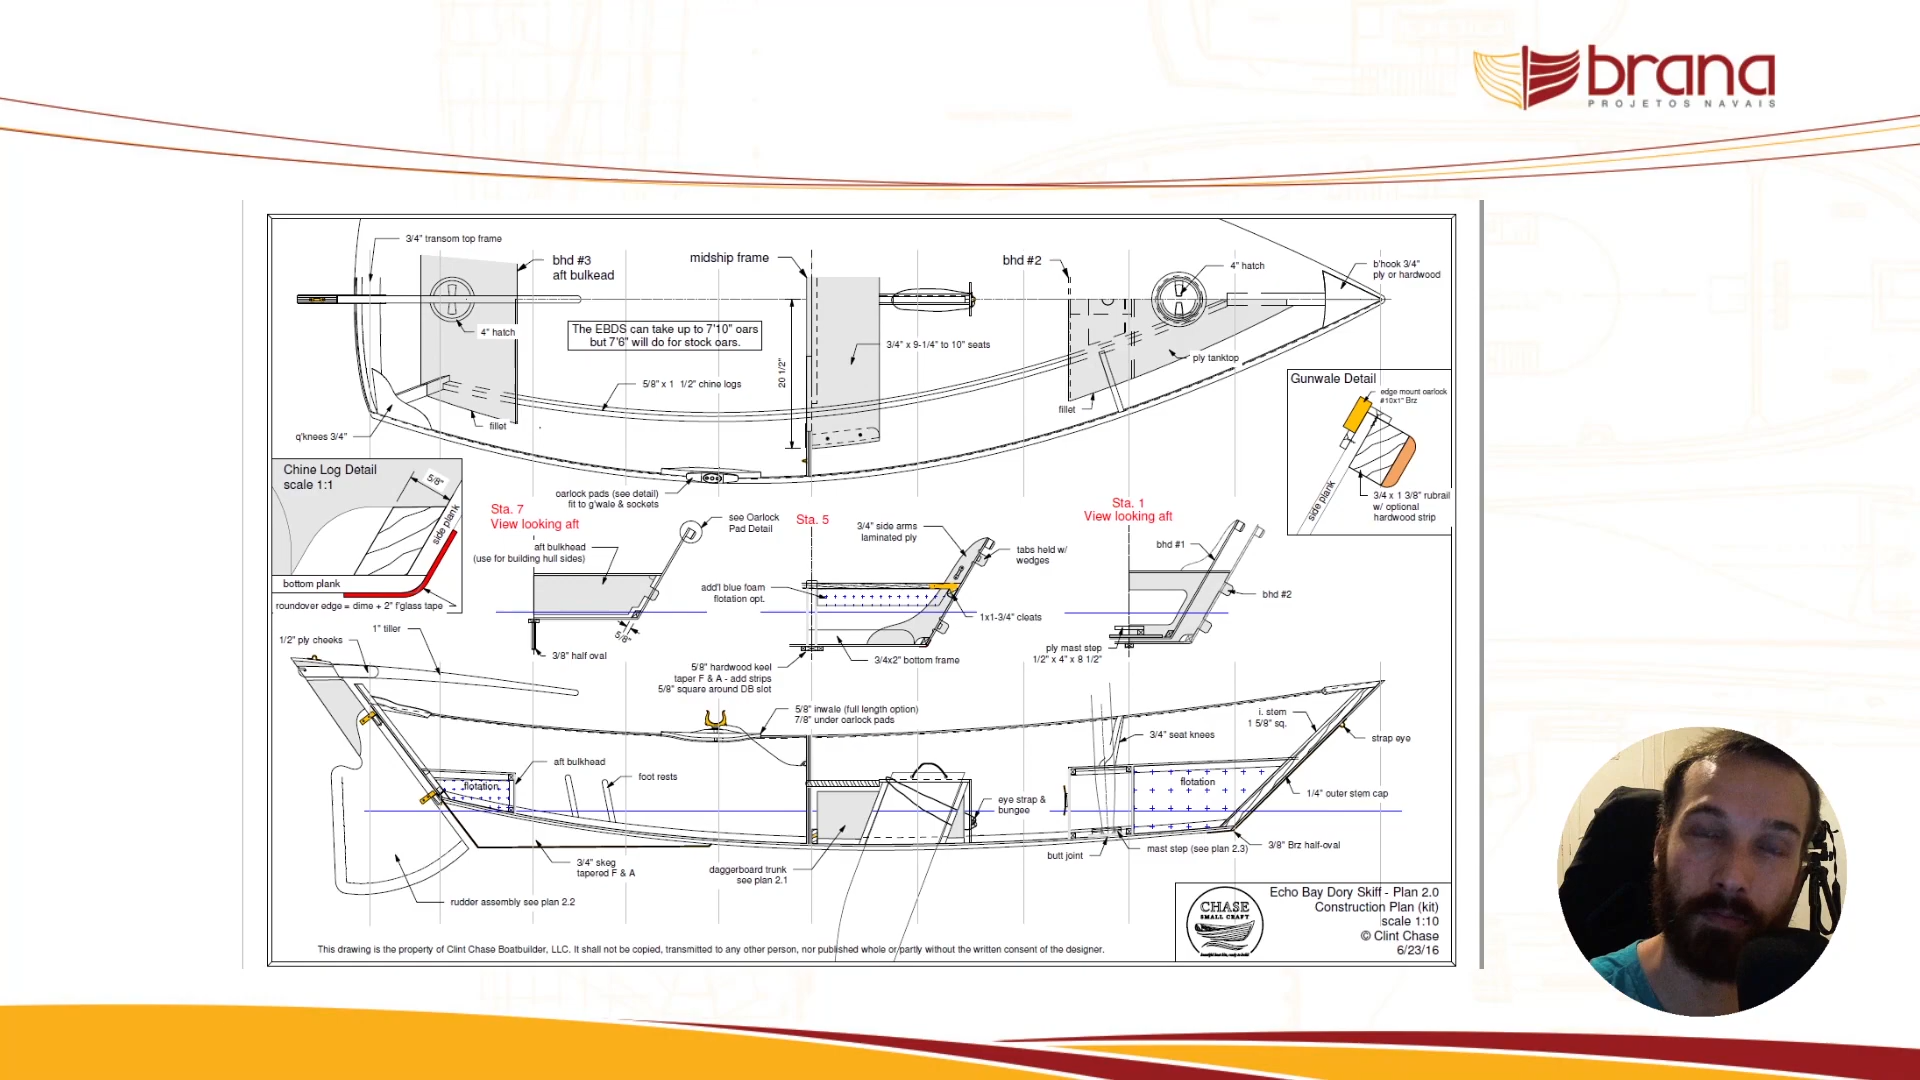 brana
PROJETOS NAVAIS
3/4" transom top frame
bhd #3
aft bulkead
midship frame
bhd #2
4" hatch
b'hook 3/4"
ply or hardwood
4" hatch
The EBDS can take up to 7'10" oars
but 7'6" will do for stock oars.
3/4" x 9-1/4" to 10" seats
20 1/2"
ply tanktop
5/8" x 1 1/2" chine logs
fillet
fillet
q'knees 3/4"
Gunwale Detail
edge mount oarlock
#10x1" Brz
side plank
3/4 x 1 3/8" rubrail
w/ optional
hardwood strip
Chine Log Detail
scale 1:1
5/8"
side plank
bottom plank
roundover edge = dime + 2" f'glass tape
oarlock pads (see detail)
fit to g'wale & sockets
Sta. 7
View looking aft
see Oarlock
Pad Detail
aft bulkhead
(use for building hull sides)
5/8"
3/8" half oval
Sta. 5
3/4" side arms
laminated ply
tabs held w/
wedges
add'l blue foam
flotation opt.
1x1-3/4" cleats
3/4x2" bottom frame
5/8" hardwood keel
taper F & A - add strips
5/8" square around DB slot
Sta. 1
View looking aft
bhd #1
bhd #2
ply mast step
1/2" x 4" x 8 1/2"
1/2" ply cheeks
1" tiller
5/8" inwale (full length option)
7/8" under oarlock pads
i. stem
1 5/8" sq.
3/4" seat knees
strap eye
aft bulkhead
foot rests
flotation
flotation
eye strap &
bungee
1/4" outer stem cap
3/8" Brz half-oval
mast step (see plan 2.3)
butt joint
3/4" skeg
tapered F & A
daggerboard trunk
see plan 2.1
rudder assembly see plan 2.2
CHASE
SMALL CRAFT
Echo Bay Dory Skiff - Plan 2.0
Construction Plan (kit)
scale 1:10
© Clint Chase
6/23/16
This drawing is the property of Clint Chase Boatbuilder, LLC. It shall not be copied, transmitted to any other person, nor published whole or partly without the written consent of the designer.